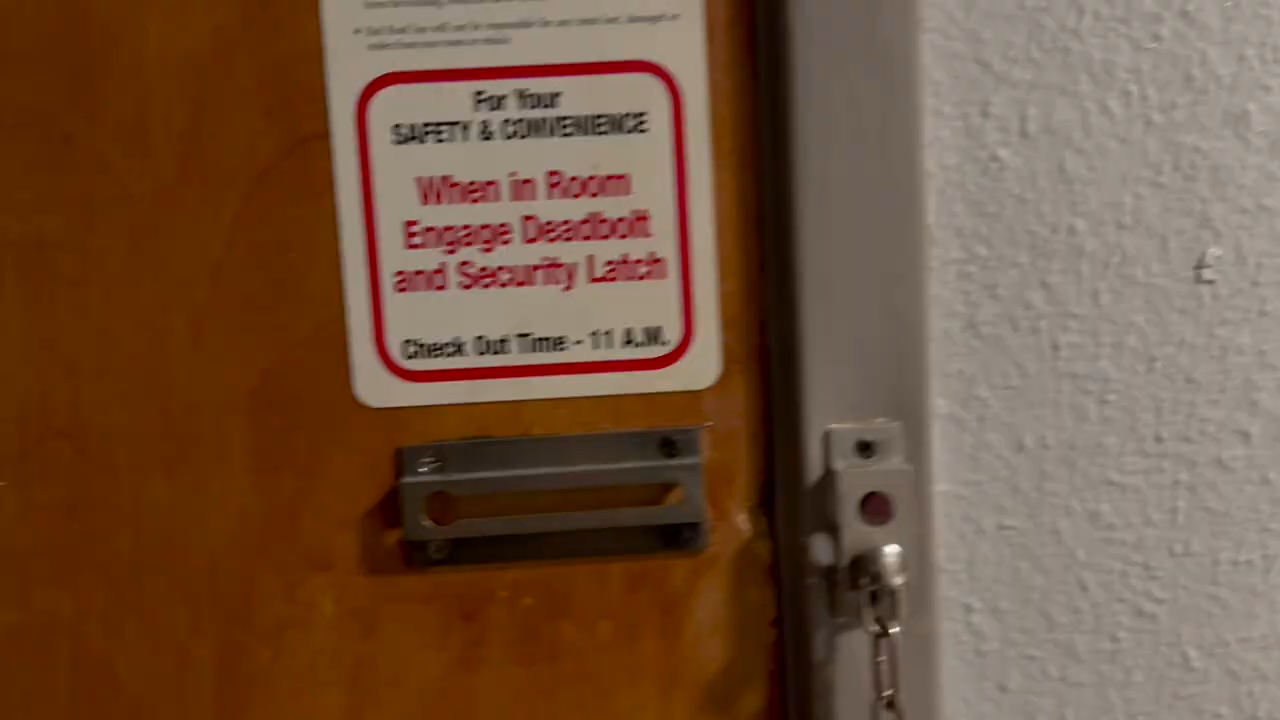 For Your
SAFETY & CONVENIENCE
When in Room
Engage Deadbolt
and Security Latch
Check Out Time - 11 A.M.